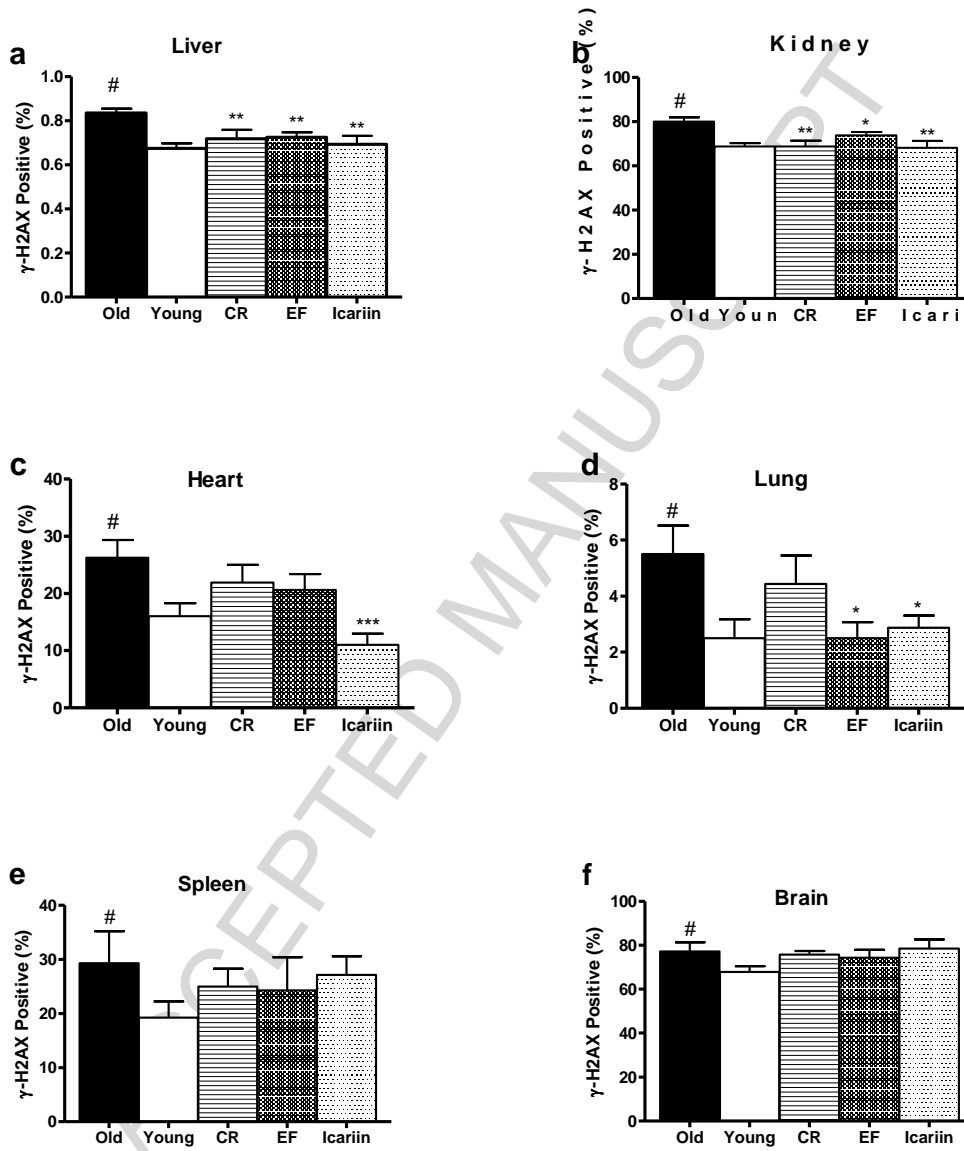 a
Liver
γ-H2AX Positive (%)
1.0
0.8
0.6
0.4
0.2
0.0
#
**
**
**
Old Young CR EF Icariin
b
Kidney
γ-H2AX Positive (%)
100
80
60
40
20
0
#
**
*
**
Old Youn CR EF Icari
c
Heart
γ-H2AX Positive (%)
40
30
20
10
0
#
***
Old Young CR EF Icariin
d
Lung
γ-H2AX Positive (%)
8
6
4
2
0
#
*
*
Old Young CR EF Icariin
e
Spleen
γ-H2AX Positive (%)
40
30
20
10
0
#
Old Young CR EF Icariin
f
Brain
γ-H2AX Positive (%)
100
80
60
40
20
0
#
Old Young CR EF Icariin
ACCEPTED MANUSCRIPT